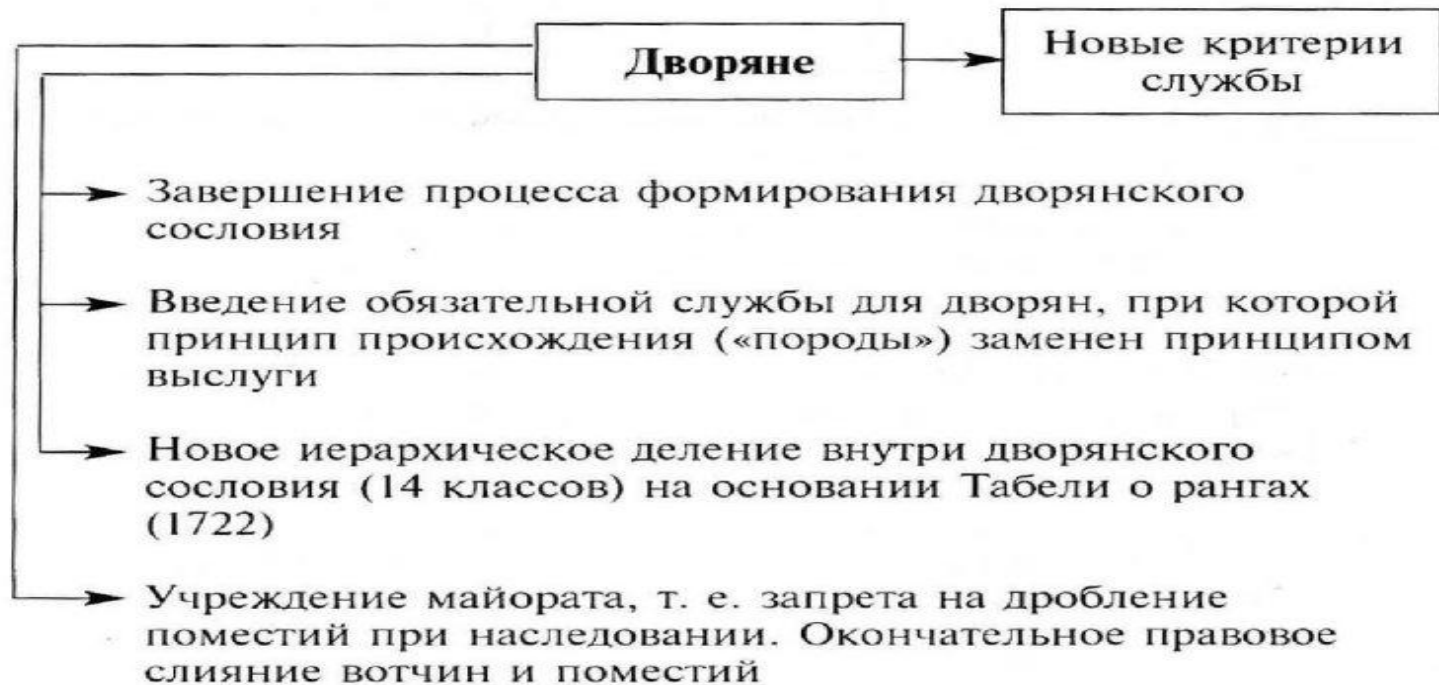 Дворяне
Новые критерии
службы
Завершение процесса формирования дворянского
сословия
Введение обязательной службы для дворян, при которой
принцип происхождения («породы») заменен принципом
выслуги
Новое иерархическое деление внутри дворянского
сословия (14 классов) на основании Табели о рангах
(1722)
Учреждение майората, т. е. запрета на дробление
поместий при наследовании. Окончательное правовое
слияние вотчин и поместий